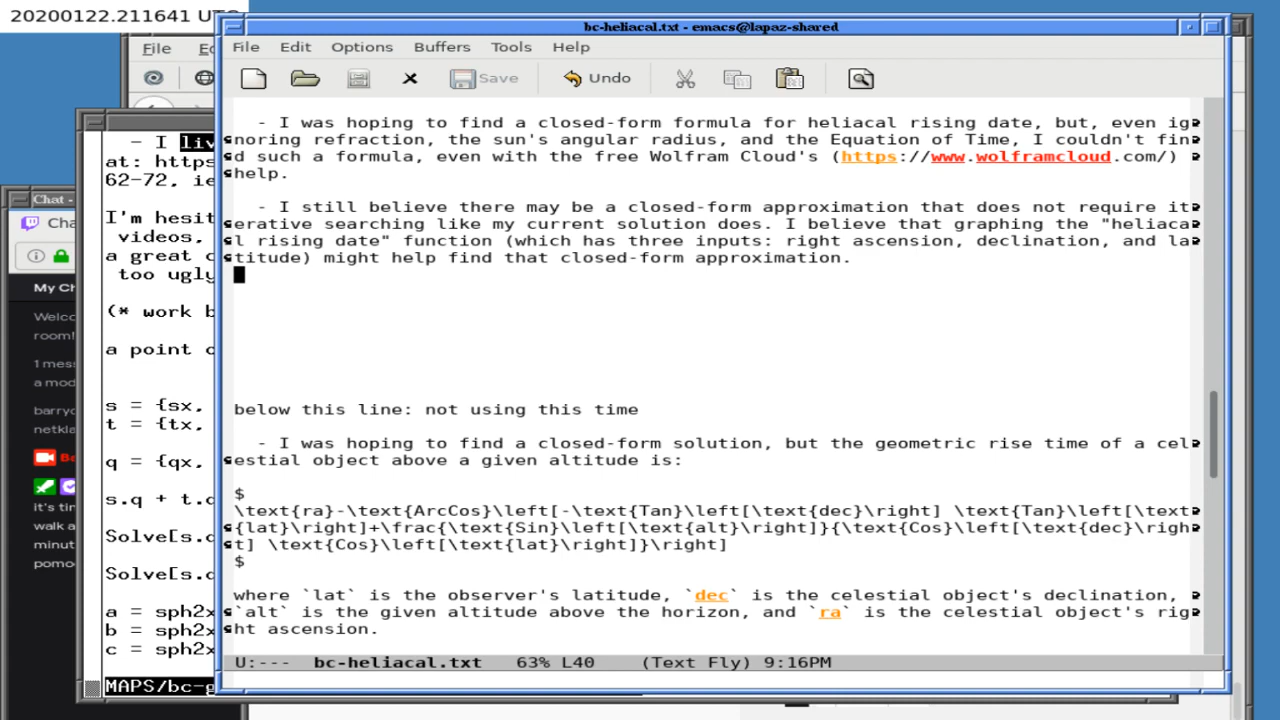 20200122.211641 UTC
bc-heliacal.txt - emacs@lapaz-shared
File Edit Options Buffers Tools Help
Save Undo
- I was hoping to find a closed-form formula for heliacal rising date, but, even ig
noring refraction, the sun's angular radius, and the Equation of Time, I couldn't fin
d such a formula, even with the free Wolfram Cloud's (https://www.wolframcloud.com/)
help.
- I still believe there may be a closed-form approximation that does not require it
erative searching like my current solution does. I believe that graphing the "heliaca
l rising date" function (which has three inputs: right ascension, declination, and la
titude) might help find that closed-form approximation.
below this line: not using this time
- I was hoping to find a closed-form solution, but the geometric rise time of a cel
estial object above a given altitude is:
$
\text{ra}-\text{ArcCos}\left[-\text{Tan}\left[\text{dec}\right] \text{Tan}\left[\text
{lat}\right]+\frac{\text{Sin}\left[\text{alt}\right]}{\text{Cos}\left[\text{dec}\righ
t] \text{Cos}\left[\text{lat}\right]}\right]
$
where `lat` is the observer's latitude, `dec` is the celestial object's declination,
`alt` is the given altitude above the horizon, and `ra` is the celestial object's rig
ht ascension.
U:--- bc-heliacal.txt 63% L40 (Text Fly) 9:16PM
File
- I liv
at: https
62-72, ie
I'm hesit
videos,
a great c
too ugly
(* work b
a point o
s = {sx,
t = {tx,
q = {qx,
s.q + t.
Solve[s.
Solve[s.
a = sph2x
b = sph2x
c = sph2x
MAPS/bc-g
Chat -
Cha
My Ch
Welco
room!
1 mess
a mod
barryc
netkla
Ba
it's tim
walk a
minut
pomo